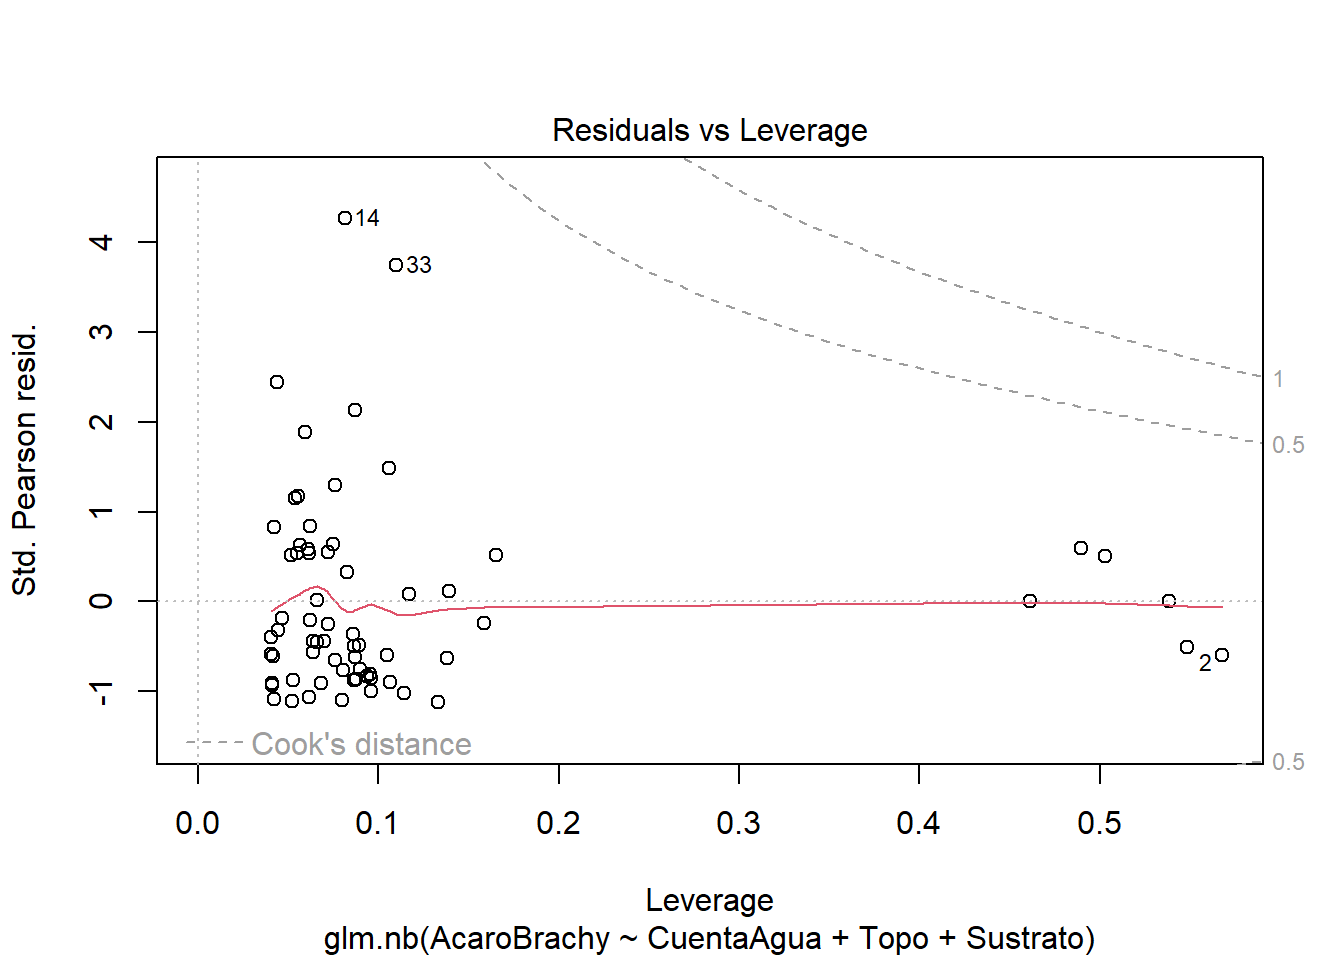 Residuals vs Leverage
Std. Pearson resid.
4
3
2
1
0
-1
14
33
2
1
0.5
0.5
Cook's distance
0.0 0.1 0.2 0.3 0.4 0.5
Leverage
glm.nb(AcaroBrachy ~ CuentaAgua + Topo + Sustrato)